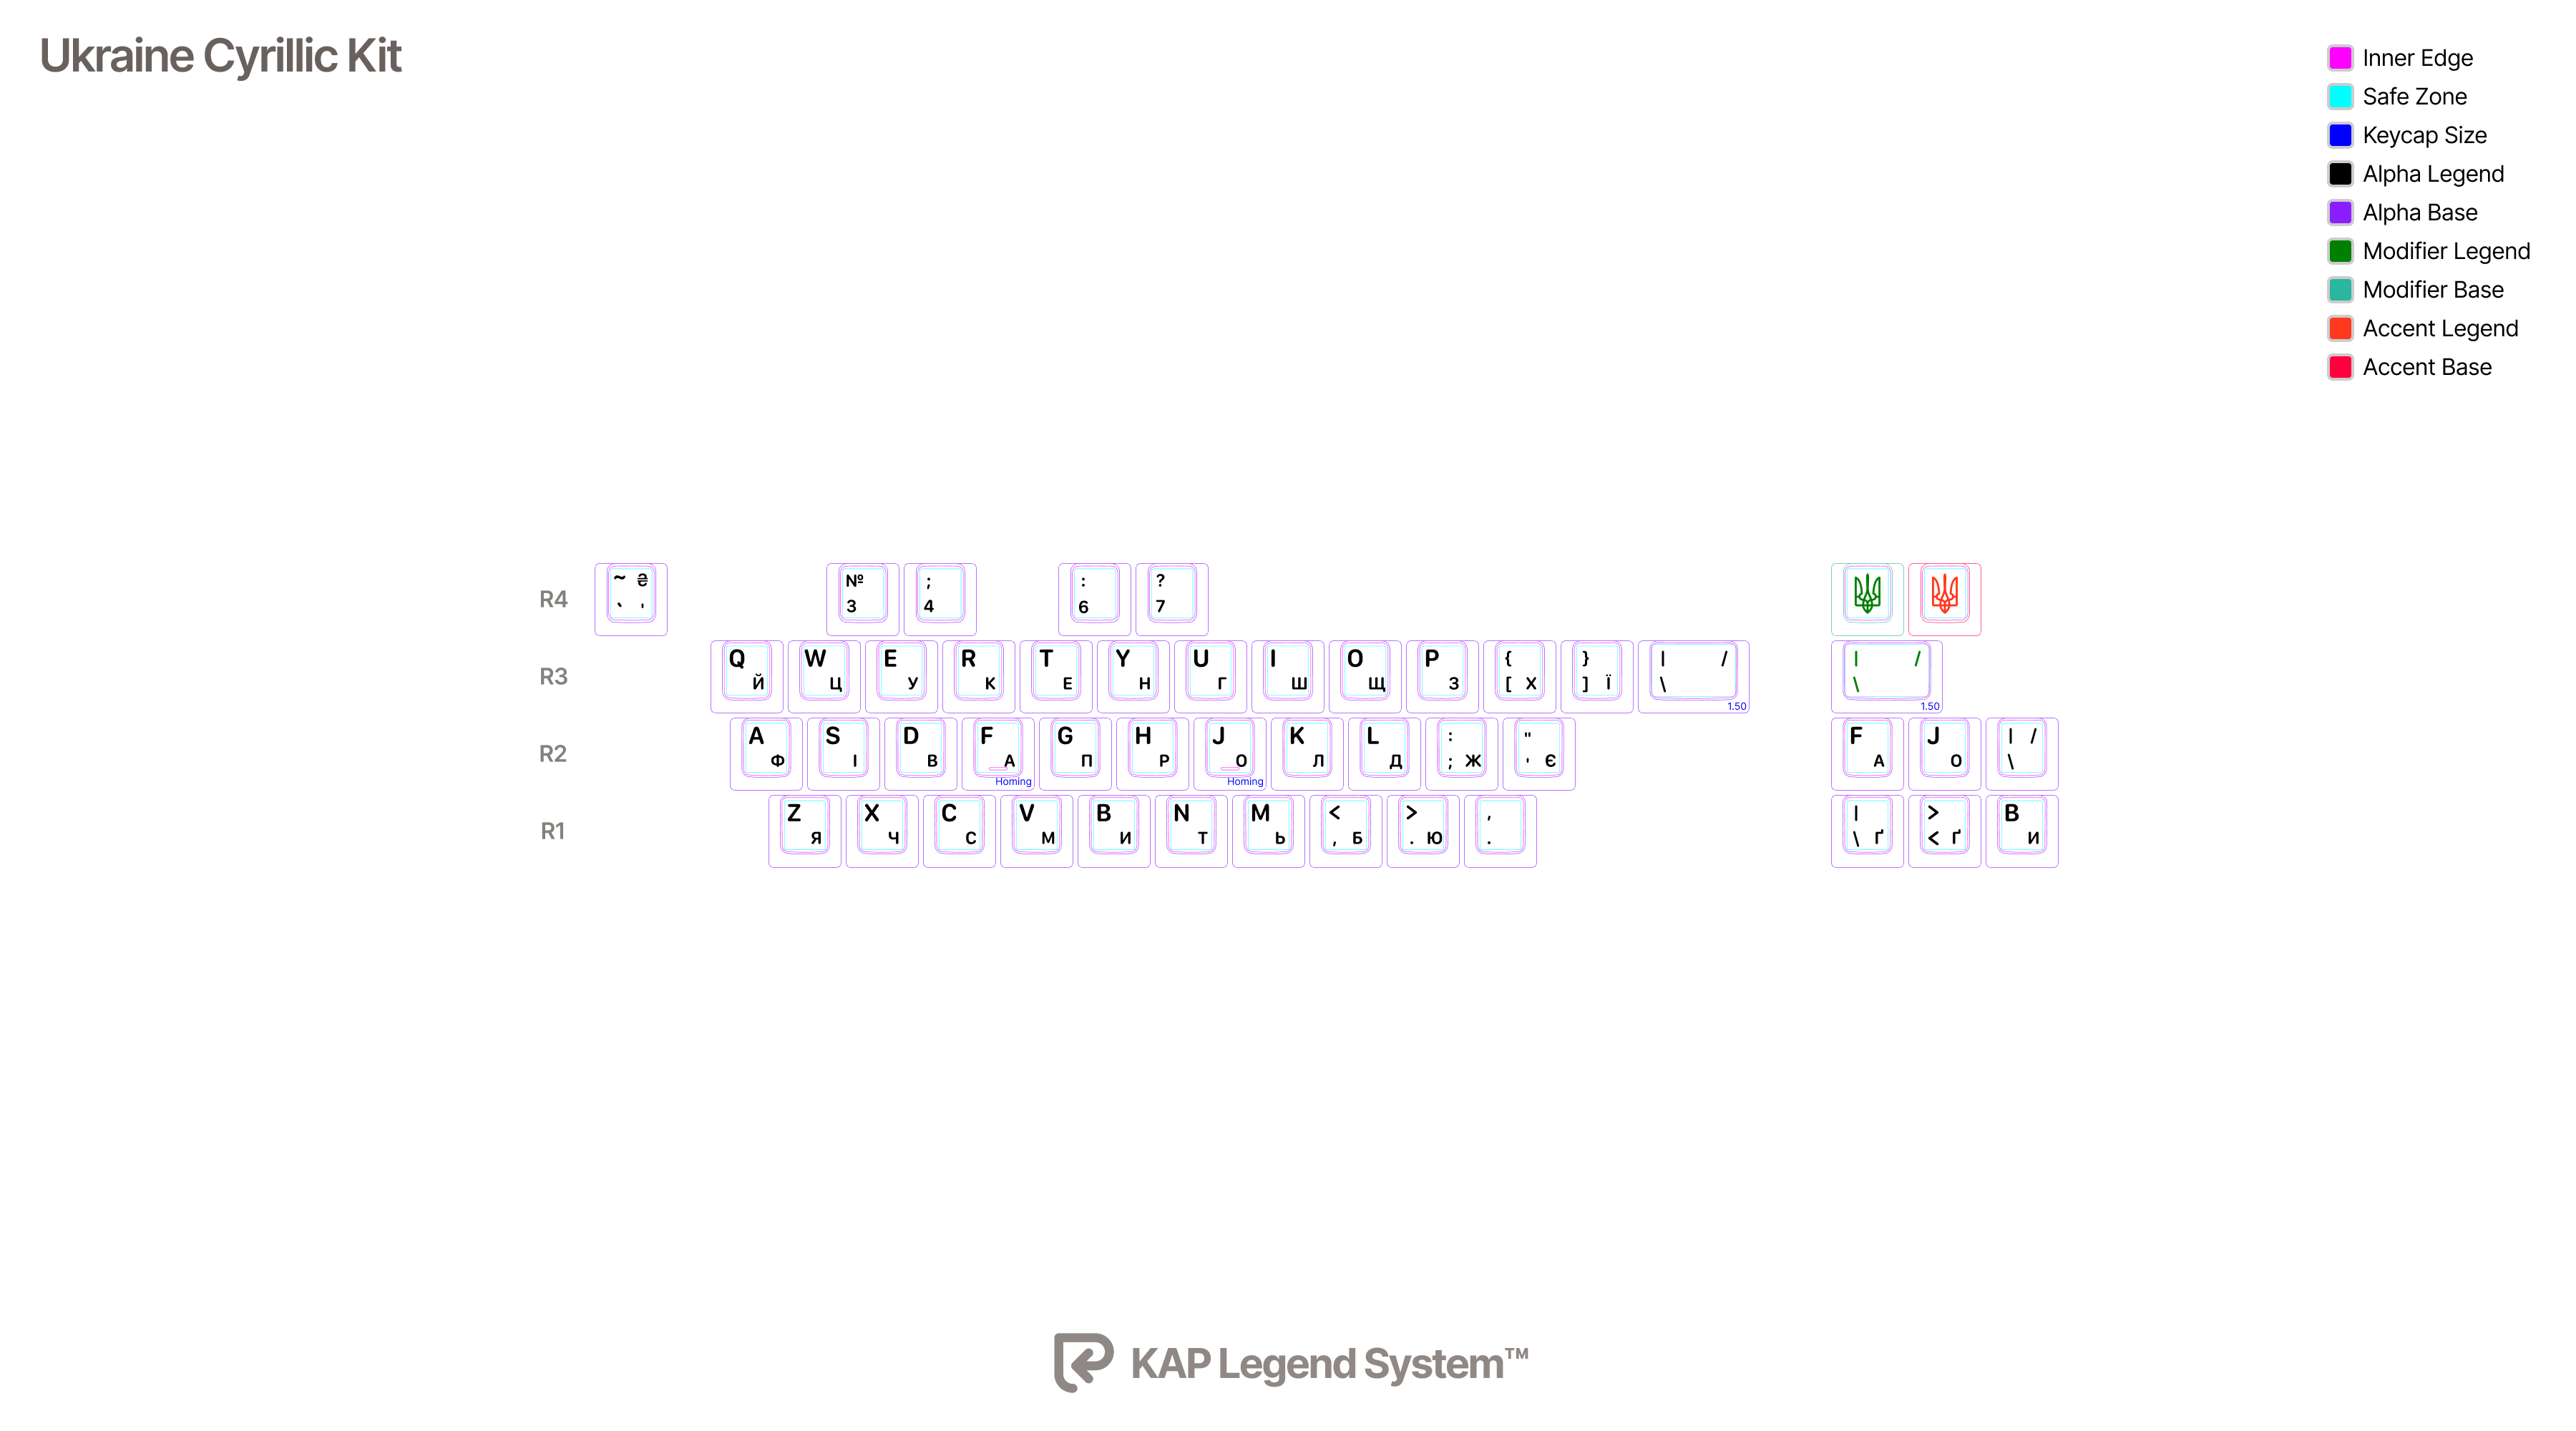 Ukraine Cyrillic Kit
Inner Edge
Safe Zone
Keycap Size
Alpha Legend
Alpha Base
Modifier Legend
Modifier Base
Accent Legend
Accent Base
R4
~ ₴
` '
№
3
;
4
:
6
?
7
R3
Q
Й
W
Ц
E
У
R
К
T
Е
Y
Н
U
Г
I
Ш
O
Щ
P
З
{
[ Х
}
] Ї
| /
\
1.50
| /
\
1.50
R2
A
Ф
S
І
D
В
F
А
Homing
G
П
H
Р
J
О
Homing
K
Л
L
Д
:
; Ж
"
' Є
F
А
J
О
| /
\
R1
Z
Я
X
Ч
C
С
V
М
B
И
N
Т
M
Ь
<
, Б
>
. Ю
,
.
|
\ Ґ
>
< Ґ
B
И
KAP Legend System™